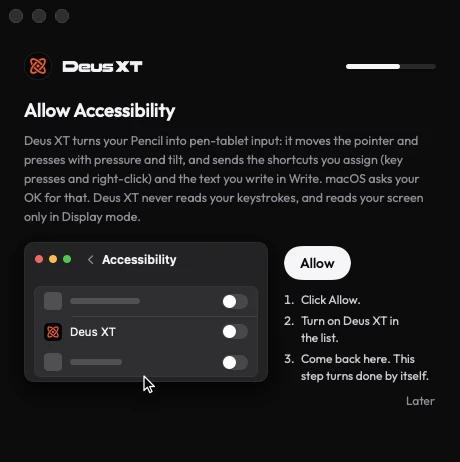 Deus XT
Allow Accessibility
Deus XT turns your Pencil into pen-tablet input: it moves the pointer and
presses with pressure and tilt, and sends the shortcuts you assign (key
presses and right-click) and the text you write in Write. macOS asks your
OK for that. Deus XT never reads your keystrokes, and reads your screen
only in Display mode.
Accessibility
Deus XT
Allow
1. Click Allow.
2. Turn on Deus XT in
the list.
3. Come back here. This
step turns done by itself.
Later